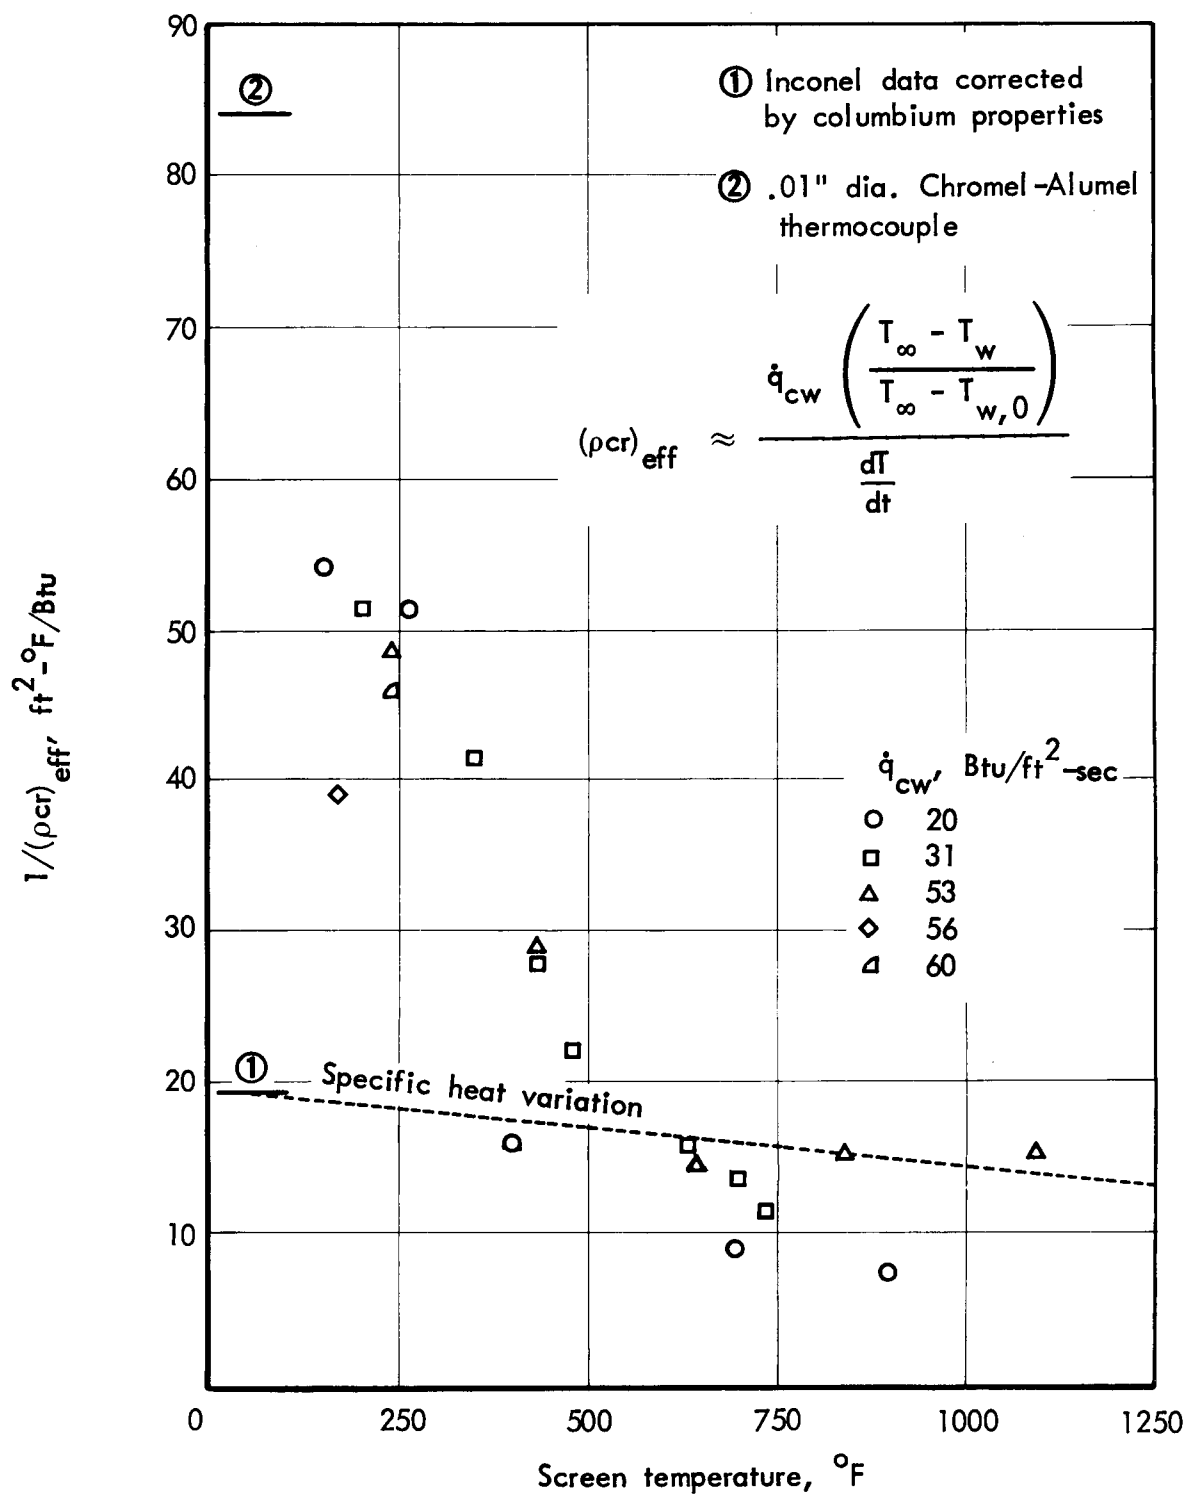 90
80
70
60
50
40
30
20
10
0 250 500 750 1000 1250
1/(ρcr)eff, ft²-°F/Btu
Screen temperature, °F
②
① Inconel data corrected
by columbium properties
② .01" dia. Chromel-Alumel
thermocouple
(ρcr)eff ≈ q̇cw ( (T∞ - Tw) / (T∞ - Tw,0) ) / (dT/dt)
q̇cw, Btu/ft²-sec
20
31
53
56
60
①
Specific heat variation